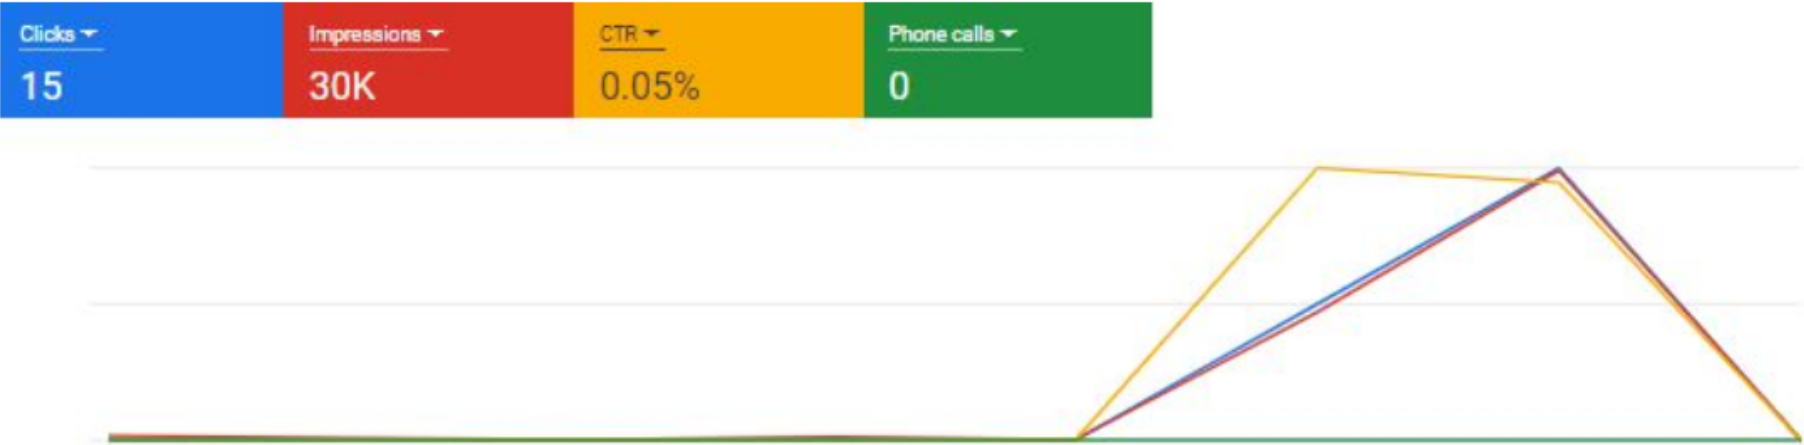 Clicks Impressions CTR Phone calls
15 30K 0.05% 0